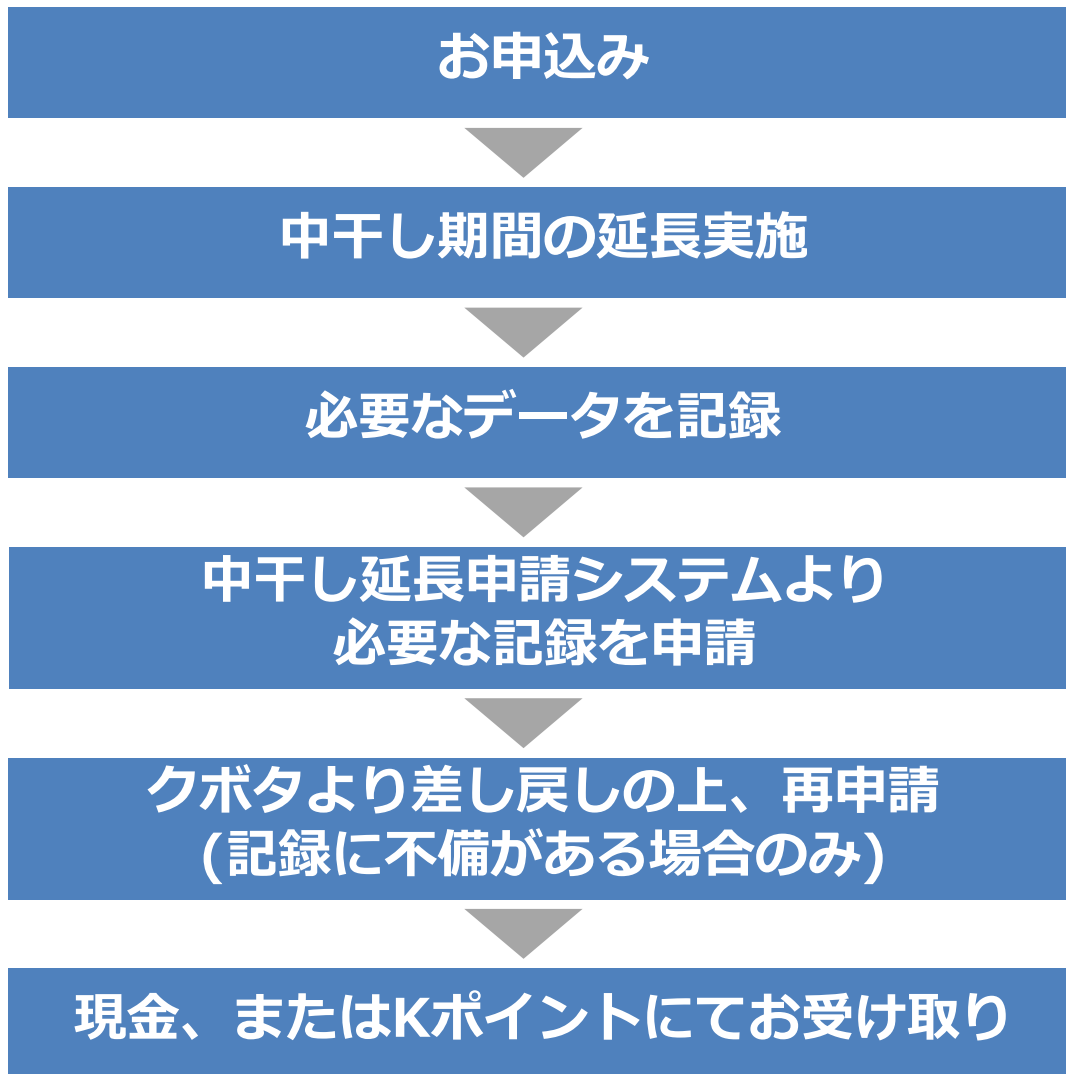 お申込み
中干し期間の延長実施
必要なデータを記録
中干し延長申請システムより
必要な記録を申請
クボタより差し戻しの上、再申請
(記録に不備がある場合のみ)
現金、またはKポイントにてお受け取り